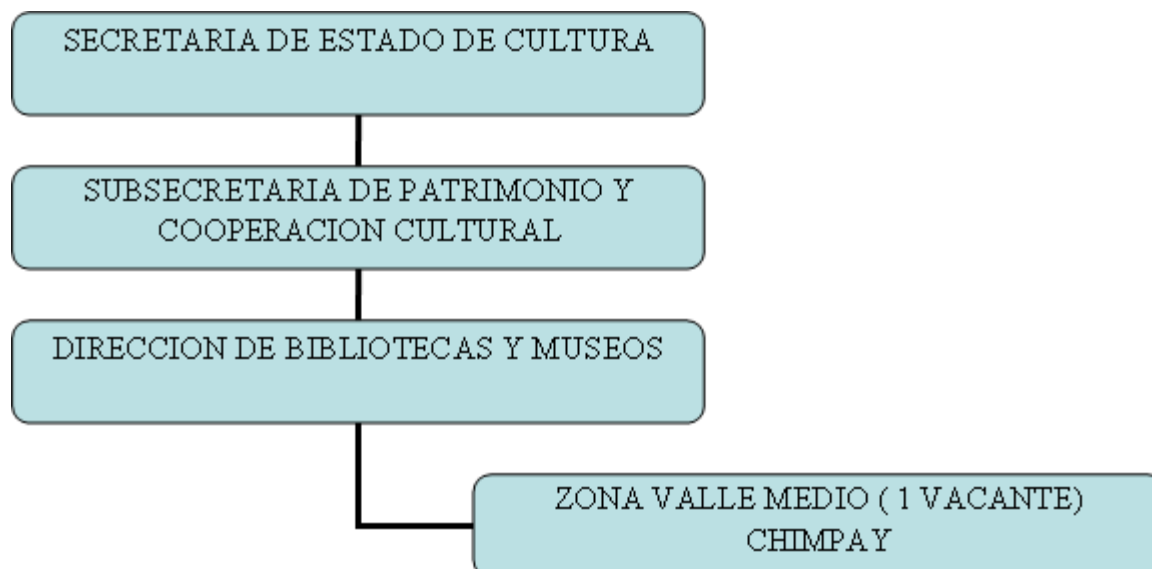 SECRETARIA DE ESTADO DE CULTURA
SUBSECRETARIA DE PATRIMONIO Y
COOPERACION CULTURAL
DIRECCION DE BIBLIOTECAS Y MUSEOS
ZONA VALLE MEDIO ( 1 VACANTE)
CHIMPAY